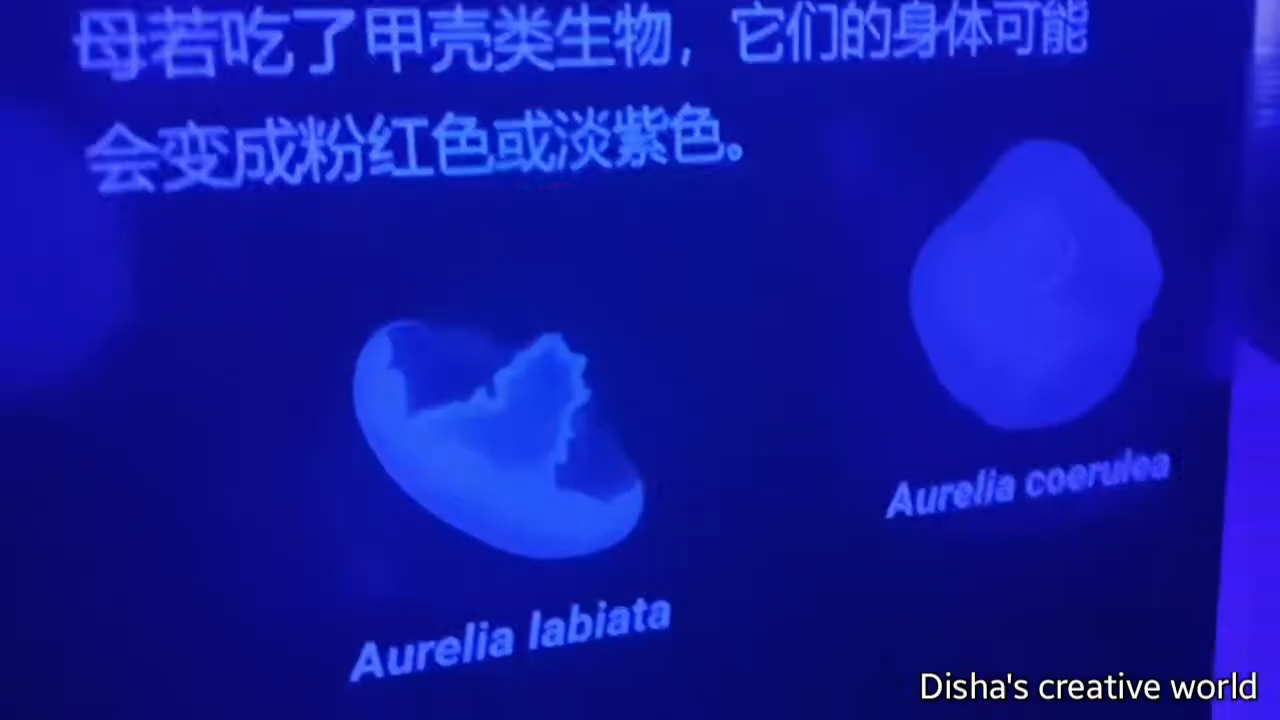 母若吃了甲壳类生物，它们的身体可能
会变成粉红色或淡紫色。
Aurelia coerulea
Aurelia labiata
Disha's creative world